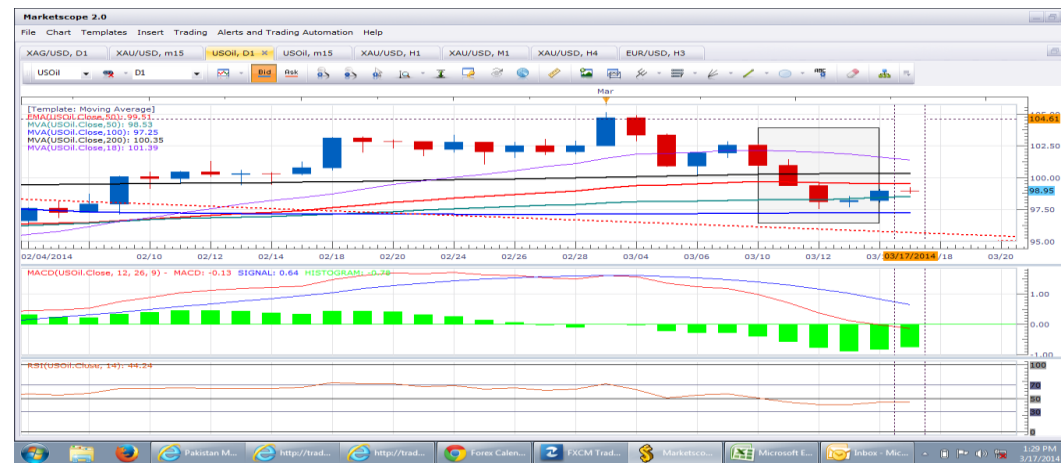 Marketscope 2.0
File Chart Templates Insert Trading Alerts and Trading Automation Help
XAG/USD, D1 XAU/USD, m15 USOil, D1 USOil, m15 XAU/USD, H1 XAU/USD, M1 XAU/USD, H4 EUR/USD, H3
USOil D1 Bid Ask
Mar
[Template: Moving Average]
EMA(USOil.Close,50): 99.51
MVA(USOil.Close,50): 98.53
MVA(USOil.Close,100): 97.25
MVA(USOil.Close,200): 100.35
MVA(USOil.Close,18): 101.39
105.00
104.61
102.50
100.00
98.95
97.50
95.00
02/04/2014 02/10 02/12 02/14 02/18 02/20 02/24 02/26 02/28 03/04 03/06 03/10 03/12 03/17/2014 /18 03/20
MACD(USOil.Close, 12, 26, 9) - MACD: -0.13 SIGNAL: 0.64 HISTOGRAM:
1.00
0.00
-1.00
RSI(USOil.Close, 14): 44.24
100
70
50
30
0
Pakistan M... http://trad... http://trad... Forex Calen... FXCM Trad... Marketsco... Microsoft E... Inbox - Mic... 1:29 PM
3/17/2014